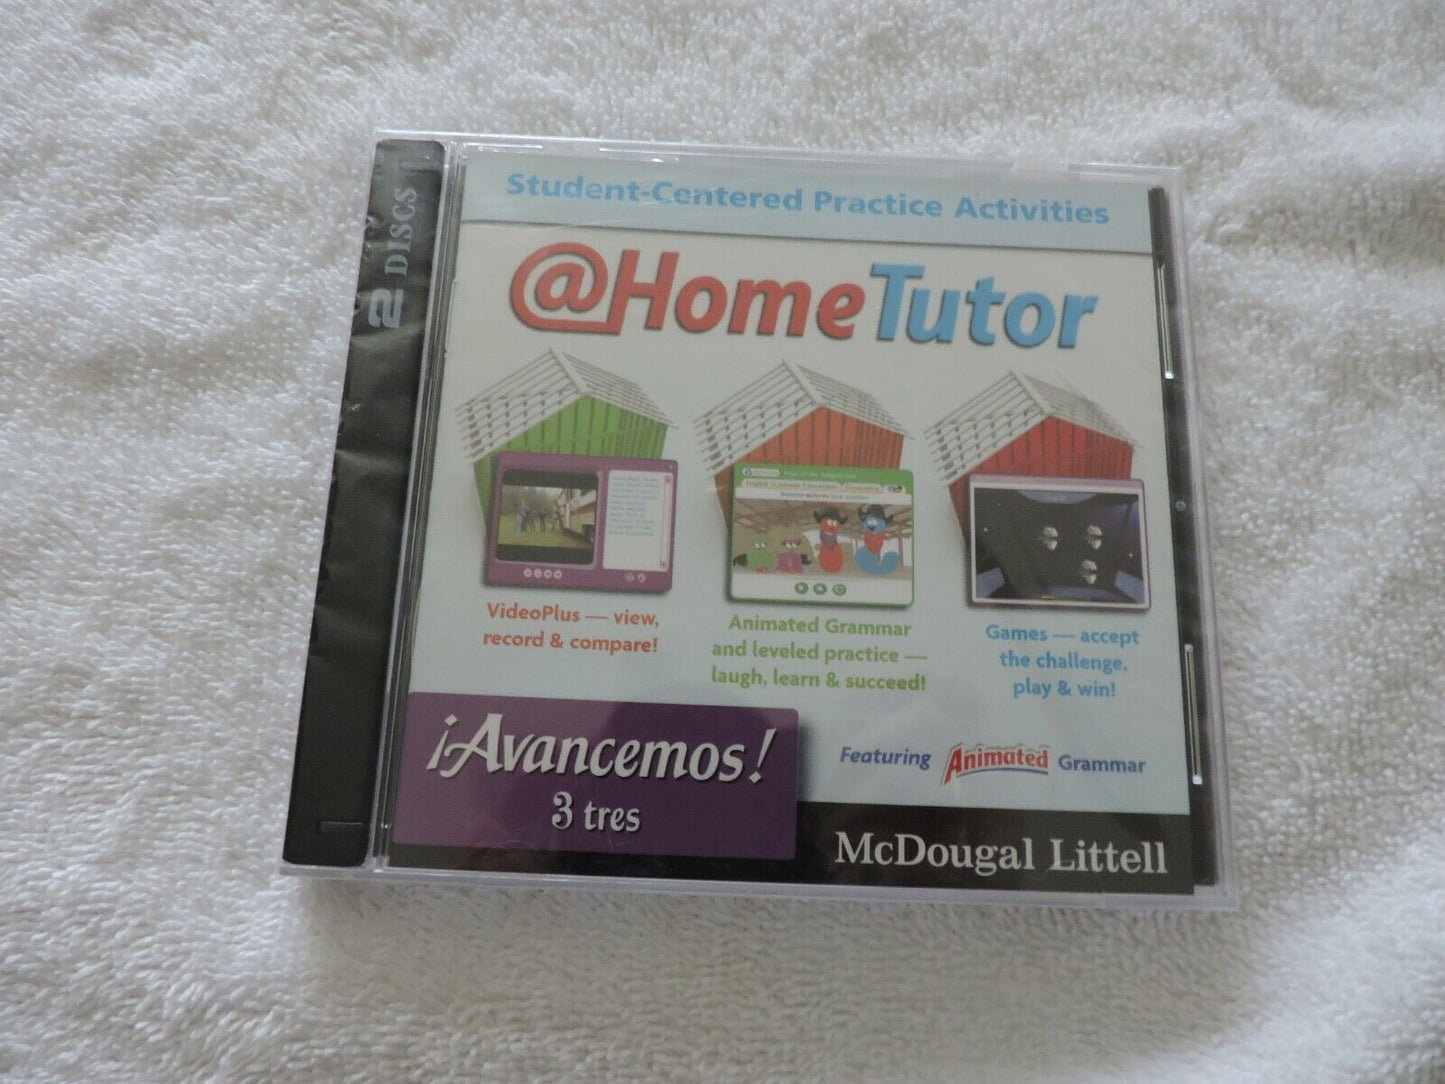 2 DISCS
Student-Centered Practice Activities
@HomeTutor
VideoPlus — view,
record & compare!
Animated Grammar
and leveled practice —
laugh, learn & succeed!
Games — accept
the challenge,
play & win!
¡Avancemos!
3 tres
Featuring Animated Grammar
McDougal Littell